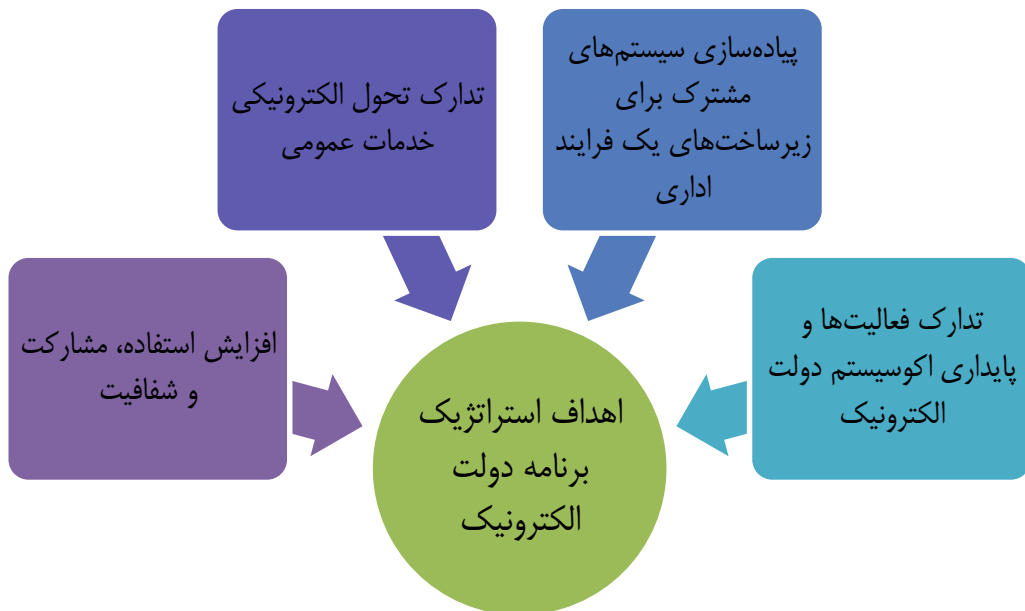 پیاده‌سازی سیستم‌های
مشترک برای
زیرساخت‌های یک فرایند
اداری
تدارک تحول الکترونیکی
خدمات عمومی
تدارک فعالیت‌ها و
پایداری اکوسیستم دولت
الکترونیک
افزایش استفاده، مشارکت
و شفافیت
اهداف استراتژیک
برنامه دولت
الکترونیک